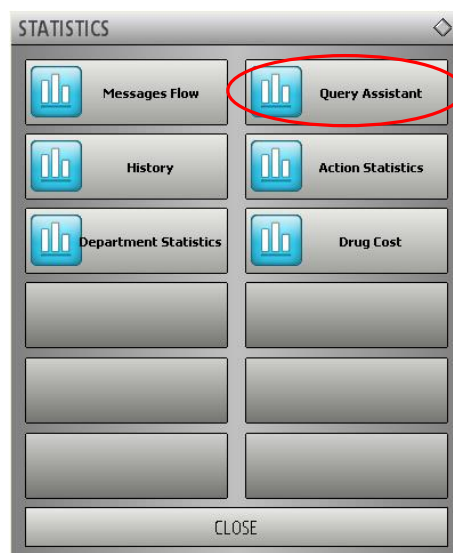 STATISTICS
Messages Flow
Query Assistant
History
Action Statistics
Department Statistics
Drug Cost
CLOSE